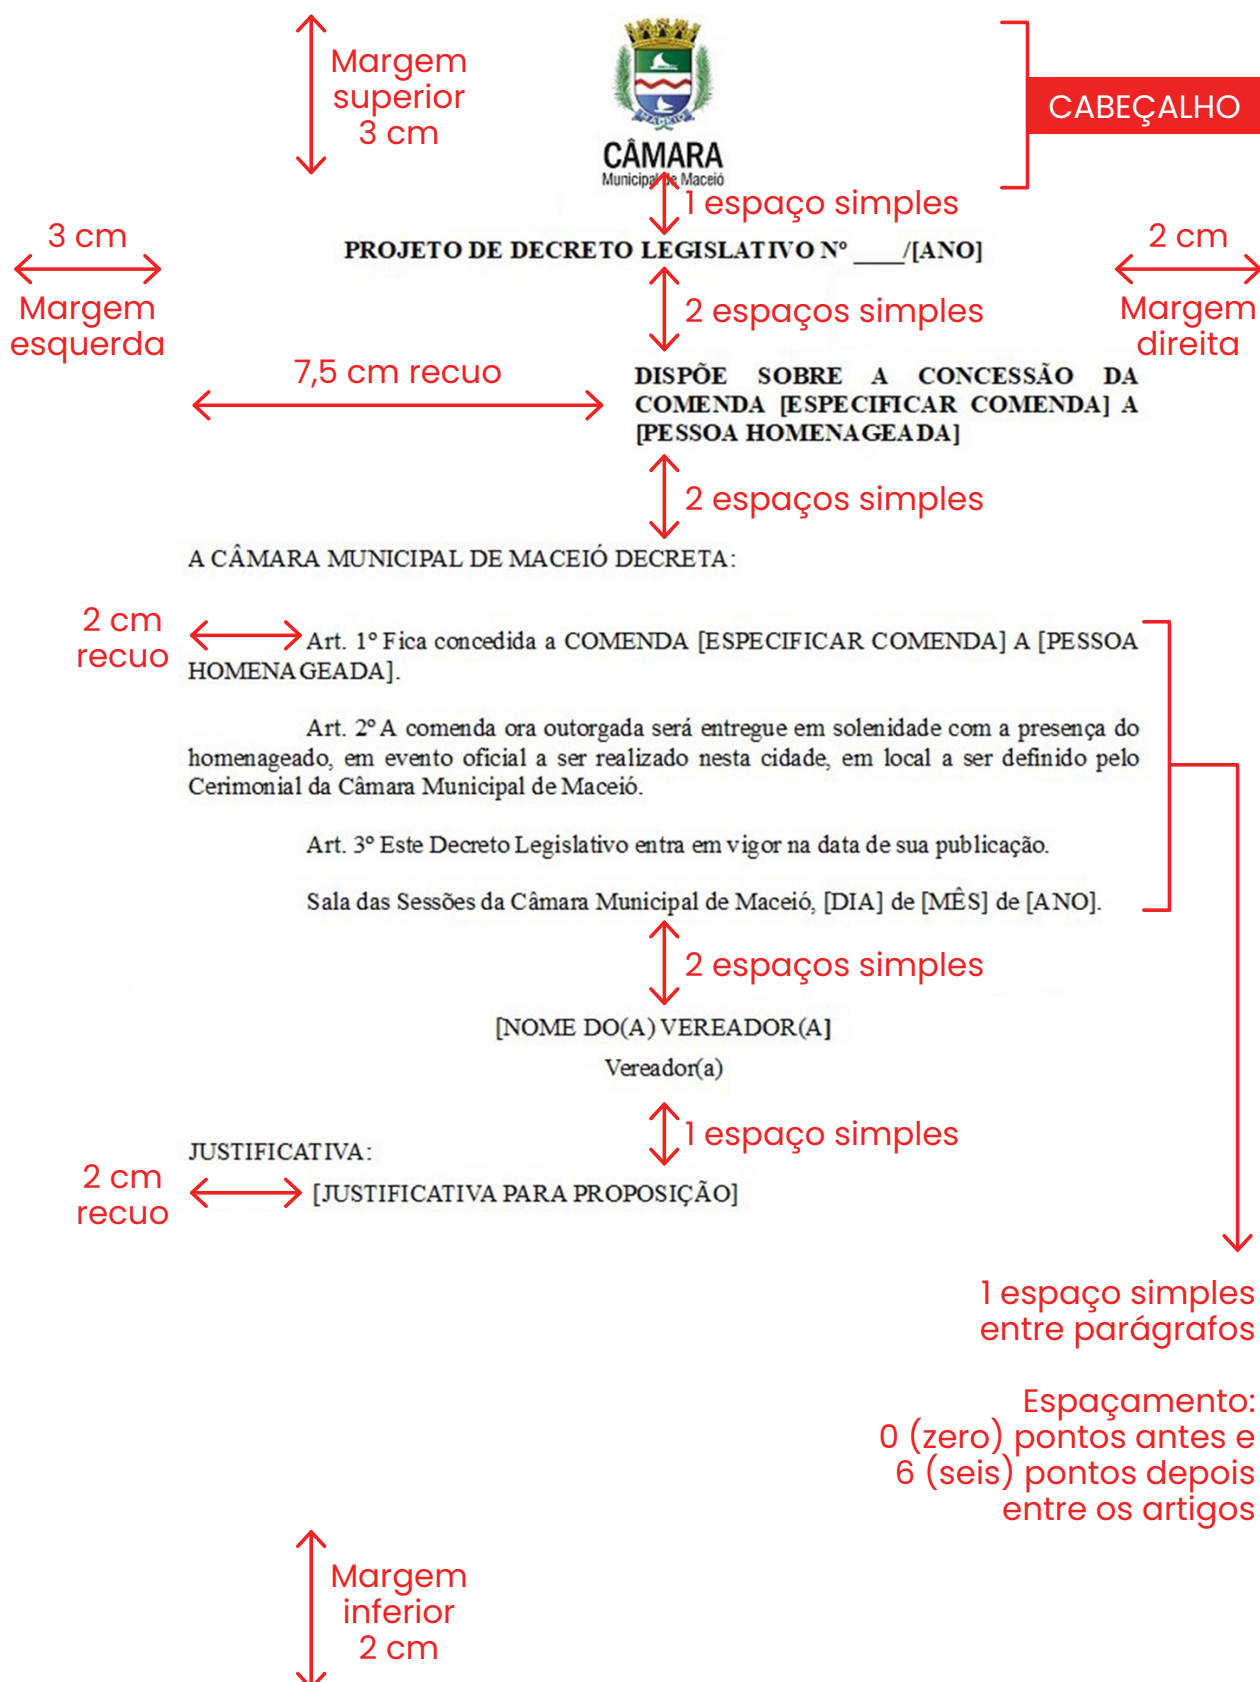 Margem
superior
3 cm
MACEIÓ
CÂMARA
Municipal de Maceió
CABEÇALHO
1 espaço simples
3 cm
Margem
esquerda
PROJETO DE DECRETO LEGISLATIVO Nº ____/[ANO]
2 cm
Margem
direita
2 espaços simples
7,5 cm recuo
DISPÕE SOBRE A CONCESSÃO DA
COMENDA [ESPECIFICAR COMENDA] A
[PESSOA HOMENAGEADA]
2 espaços simples
A CÂMARA MUNICIPAL DE MACEIÓ DECRETA:
2 cm
recuo
Art. 1º Fica concedida a COMENDA [ESPECIFICAR COMENDA] A [PESSOA
HOMENAGEADA].
Art. 2º A comenda ora outorgada será entregue em solenidade com a presença do
homenageado, em evento oficial a ser realizado nesta cidade, em local a ser definido pelo
Cerimonial da Câmara Municipal de Maceió.
Art. 3º Este Decreto Legislativo entra em vigor na data de sua publicação.
Sala das Sessões da Câmara Municipal de Maceió, [DIA] de [MÊS] de [ANO].
2 espaços simples
[NOME DO(A) VEREADOR(A]
Vereador(a)
1 espaço simples
JUSTIFICATIVA:
2 cm
recuo
[JUSTIFICATIVA PARA PROPOSIÇÃO]
1 espaço simples
entre parágrafos
Espaçamento:
0 (zero) pontos antes e
6 (seis) pontos depois
entre os artigos
Margem
inferior
2 cm